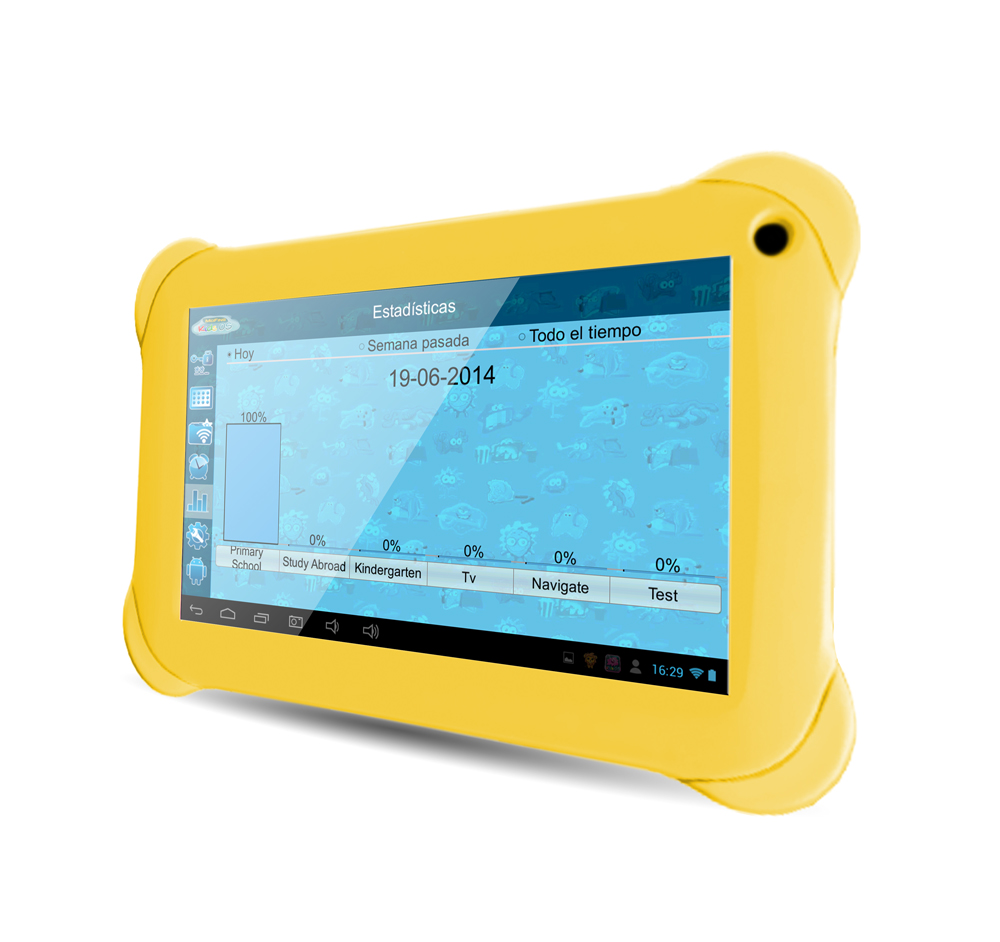 Estadísticas
Hoy
Semana pasada
Todo el tiempo
19-06-2014
100%
0%
0%
0%
0%
0%
Primary School
Study Abroad
Kindergarten
Tv
Navigate
Test
16:29